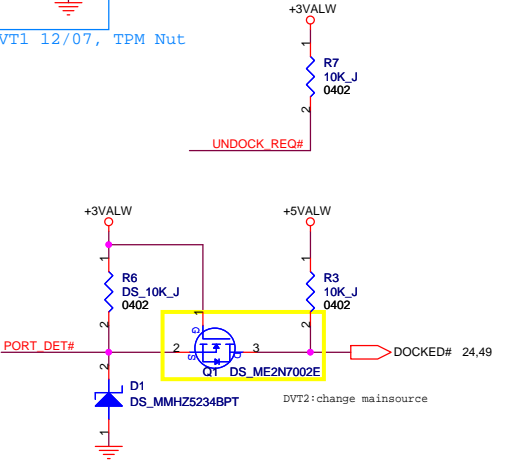 +3VALW
VT1 12/07, TPM Nut
1
R7
10K_J
0402
2
UNDOCK_REQ#
+3VALW
+5VALW
1
R6
DS_10K_J
0402
2
1
R3
10K_J
0402
2
PORT_DET#
1
G
2
S
D
3
Q1 DS_ME2N7002E
DOCKED# 24,49
2
D1
DS_MMHZ5234BPT
1
DVT2:change mainsource